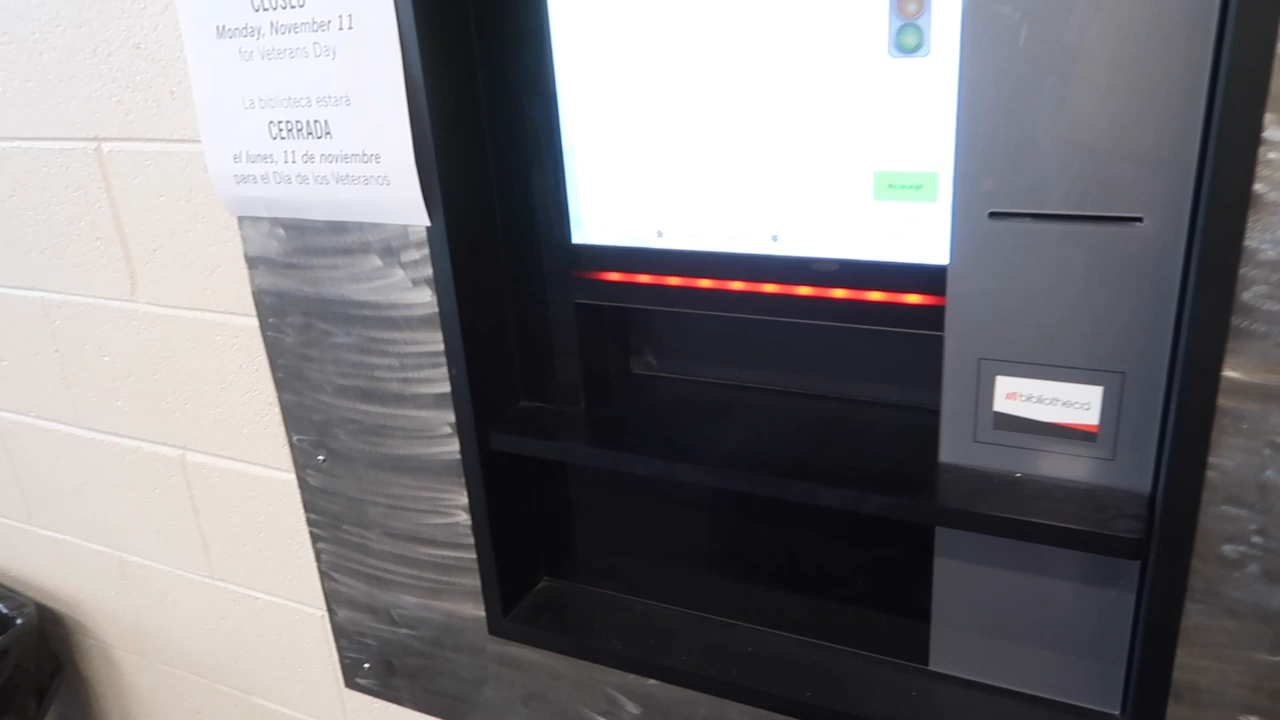 CLOSED
Monday, November 11
for Veterans Day
La biblioteca estará
CERRADA
el lunes, 11 de noviembre
para el Día de los Veteranos
bibliotheca